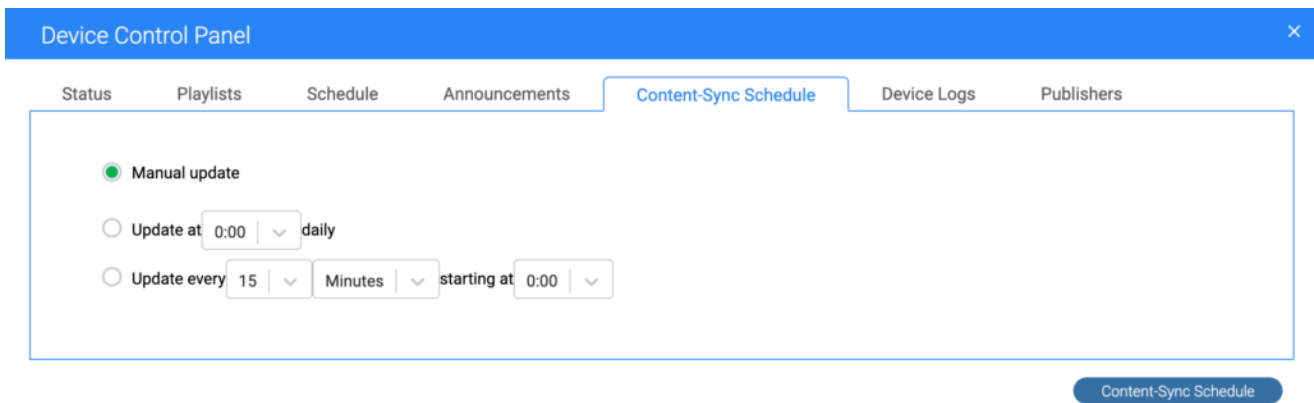 Device Control Panel ×
Status Playlists Schedule Announcements Content-Sync Schedule Device Logs Publishers
Manual update
Update at 0:00 daily
Update every 15 Minutes starting at 0:00
Content-Sync Schedule